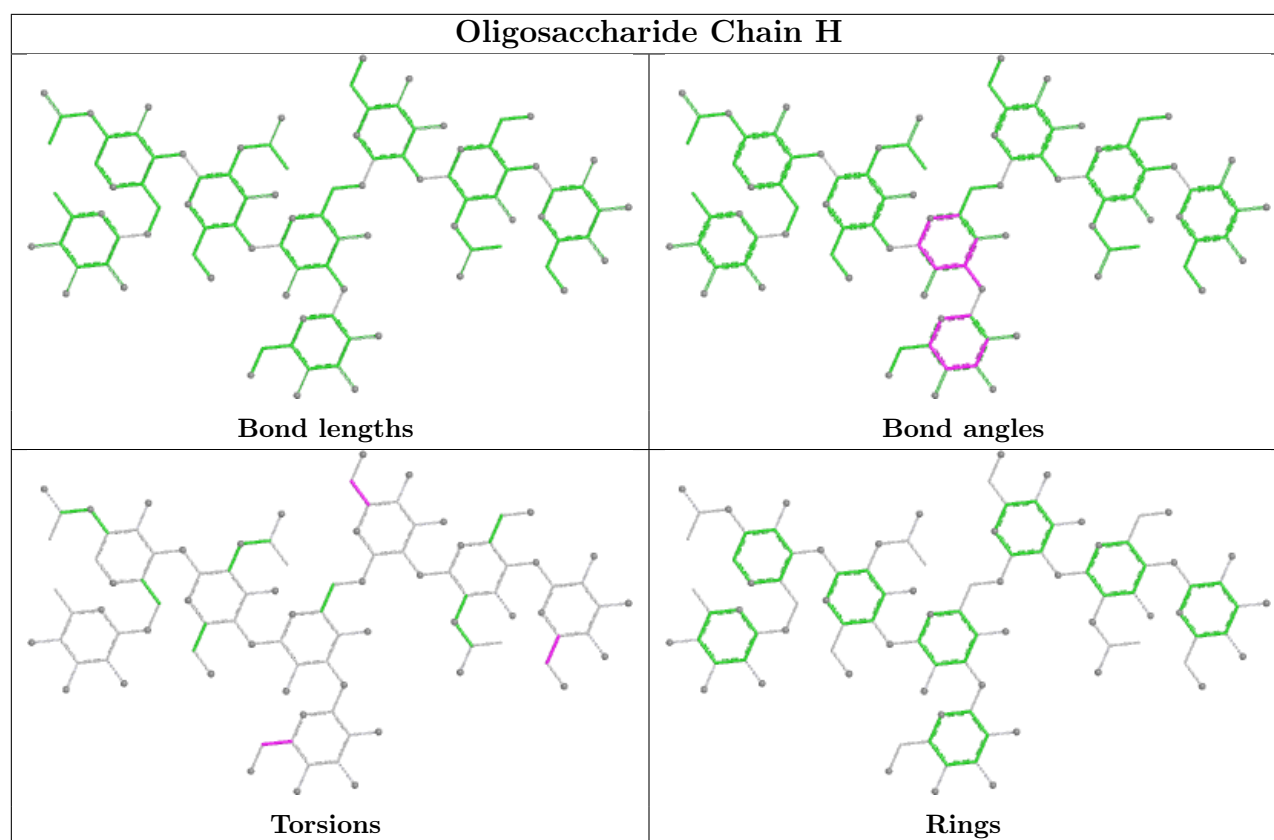 Oligosaccharide Chain H
Bond lengths
Bond angles
Torsions
Rings